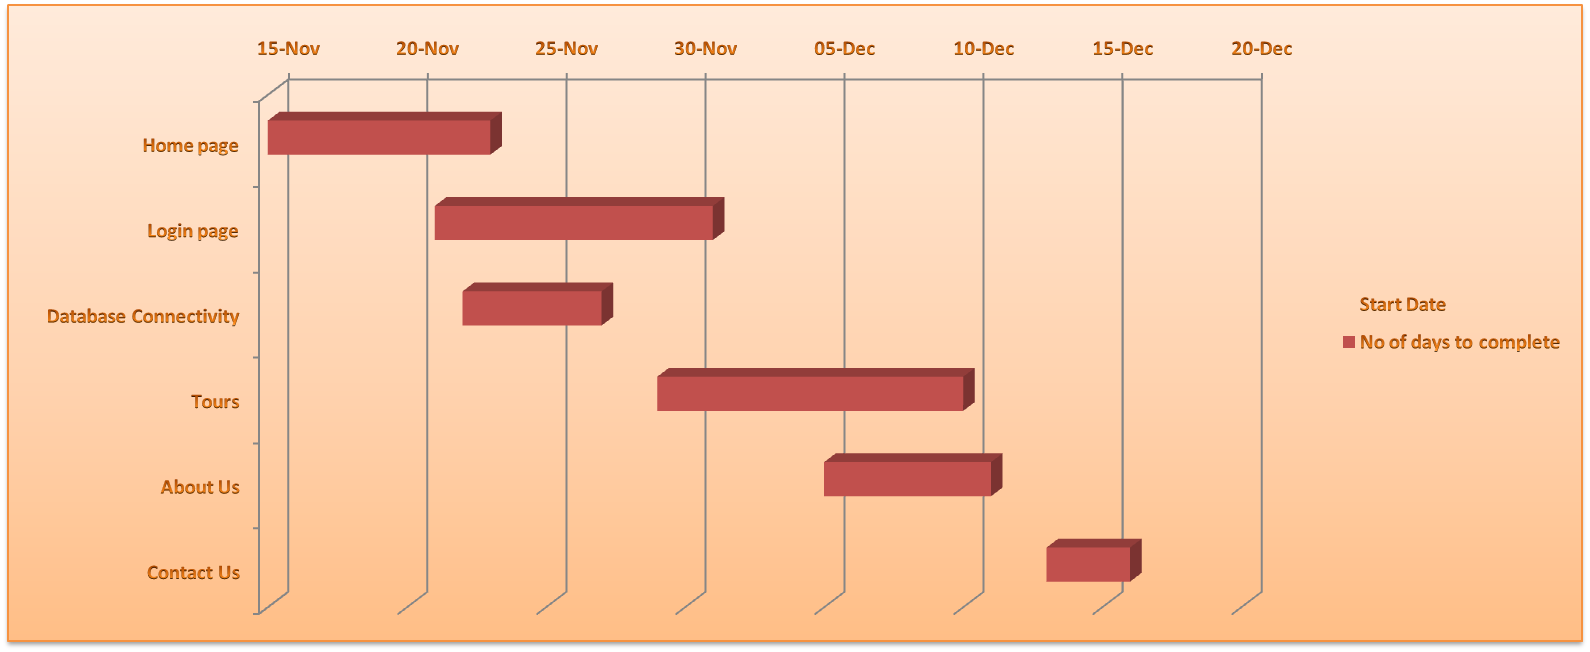 15-Nov 20-Nov 25-Nov 30-Nov 05-Dec 10-Dec 15-Dec 20-Dec
Home page
Login page
Database Connectivity
Tours
About Us
Contact Us
Start Date
No of days to complete